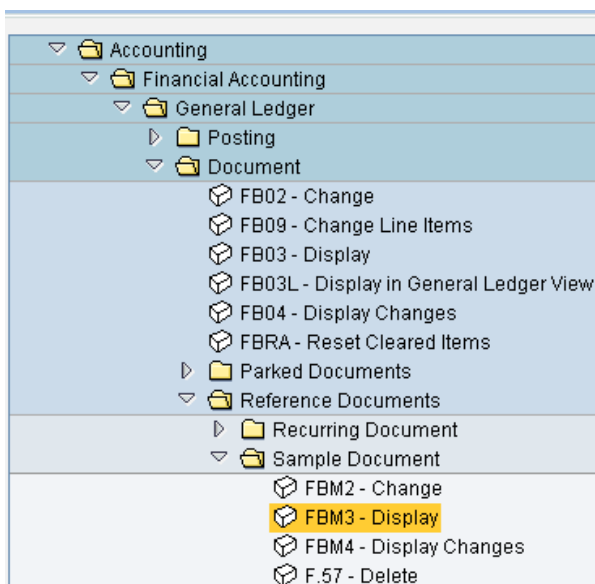 Accounting
Financial Accounting
General Ledger
Posting
Document
FB02 - Change
FB09 - Change Line Items
FB03 - Display
FB03L - Display in General Ledger View
FB04 - Display Changes
FBRA - Reset Cleared Items
Parked Documents
Reference Documents
Recurring Document
Sample Document
FBM2 - Change
FBM3 - Display
FBM4 - Display Changes
F.57 - Delete